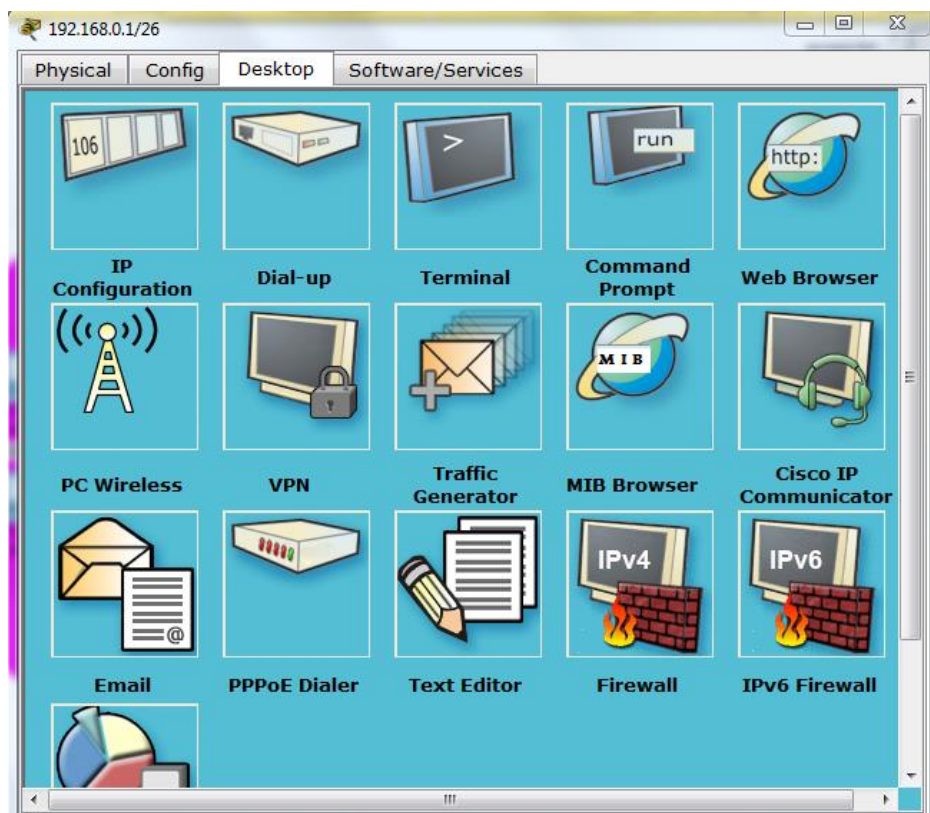 192.168.0.1/26
Physical Config Desktop Software/Services
106
>
run
http:
IP
Configuration
Dial-up
Terminal
Command
Prompt
Web Browser
MIB
PC Wireless
VPN
Traffic
Generator
MIB Browser
Cisco IP
Communicator
IPv4
IPv6
@
Email
PPPoE Dialer
Text Editor
Firewall
IPv6 Firewall